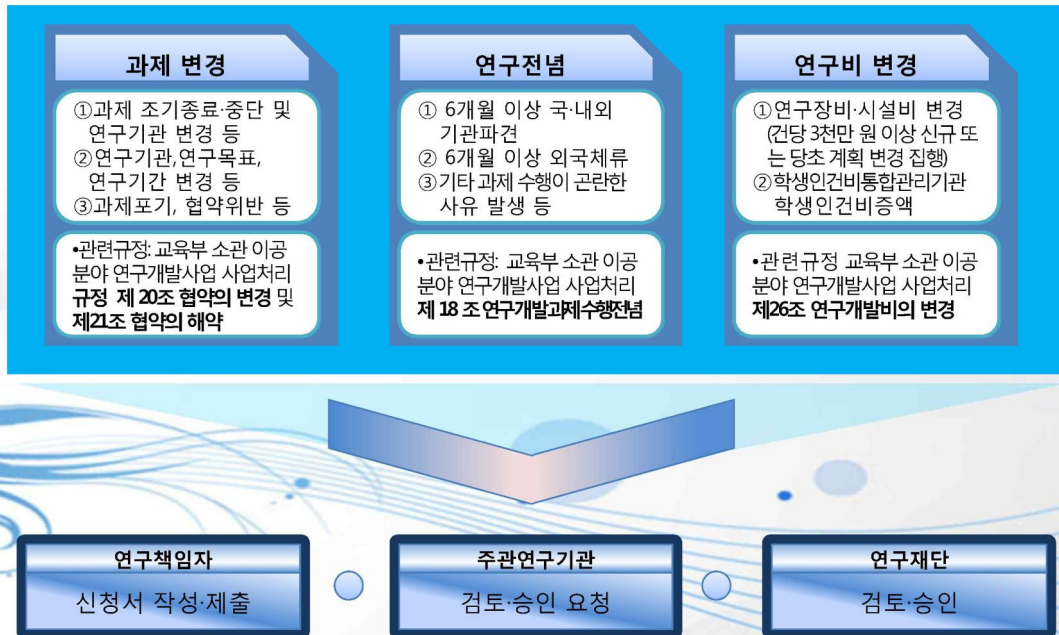 과제 변경
①과제 조기종료·중단 및
연구기관 변경 등
②연구기관,연구목표,
연구기간 변경 등
③과제포기, 협약위반 등
•관련규정: 교육부 소관 이공
분야 연구개발사업 사업처리
규정 제 20조 협약의 변경 및
제21조 협약의 해약
연구전념
① 6개월 이상 국·내외
기관파견
② 6개월 이상 외국체류
③기타 과제 수행이 곤란한
사유 발생 등
•관련규정: 교육부 소관 이공
분야 연구개발사업 사업처리
제 18 조 연구개발과제수행전념
연구비 변경
①연구장비·시설비 변경
(건당 3천만 원 이상 신규 또
는 당초 계획 변경 집행)
②학생인건비통합관리기관
학생인건비증액
•관련규정 교육부 소관 이공
분야 연구개발사업 사업처리
제26조 연구개발비의 변경
연구책임자
신청서 작성·제출
주관연구기관
검토·승인 요청
연구재단
검토·승인